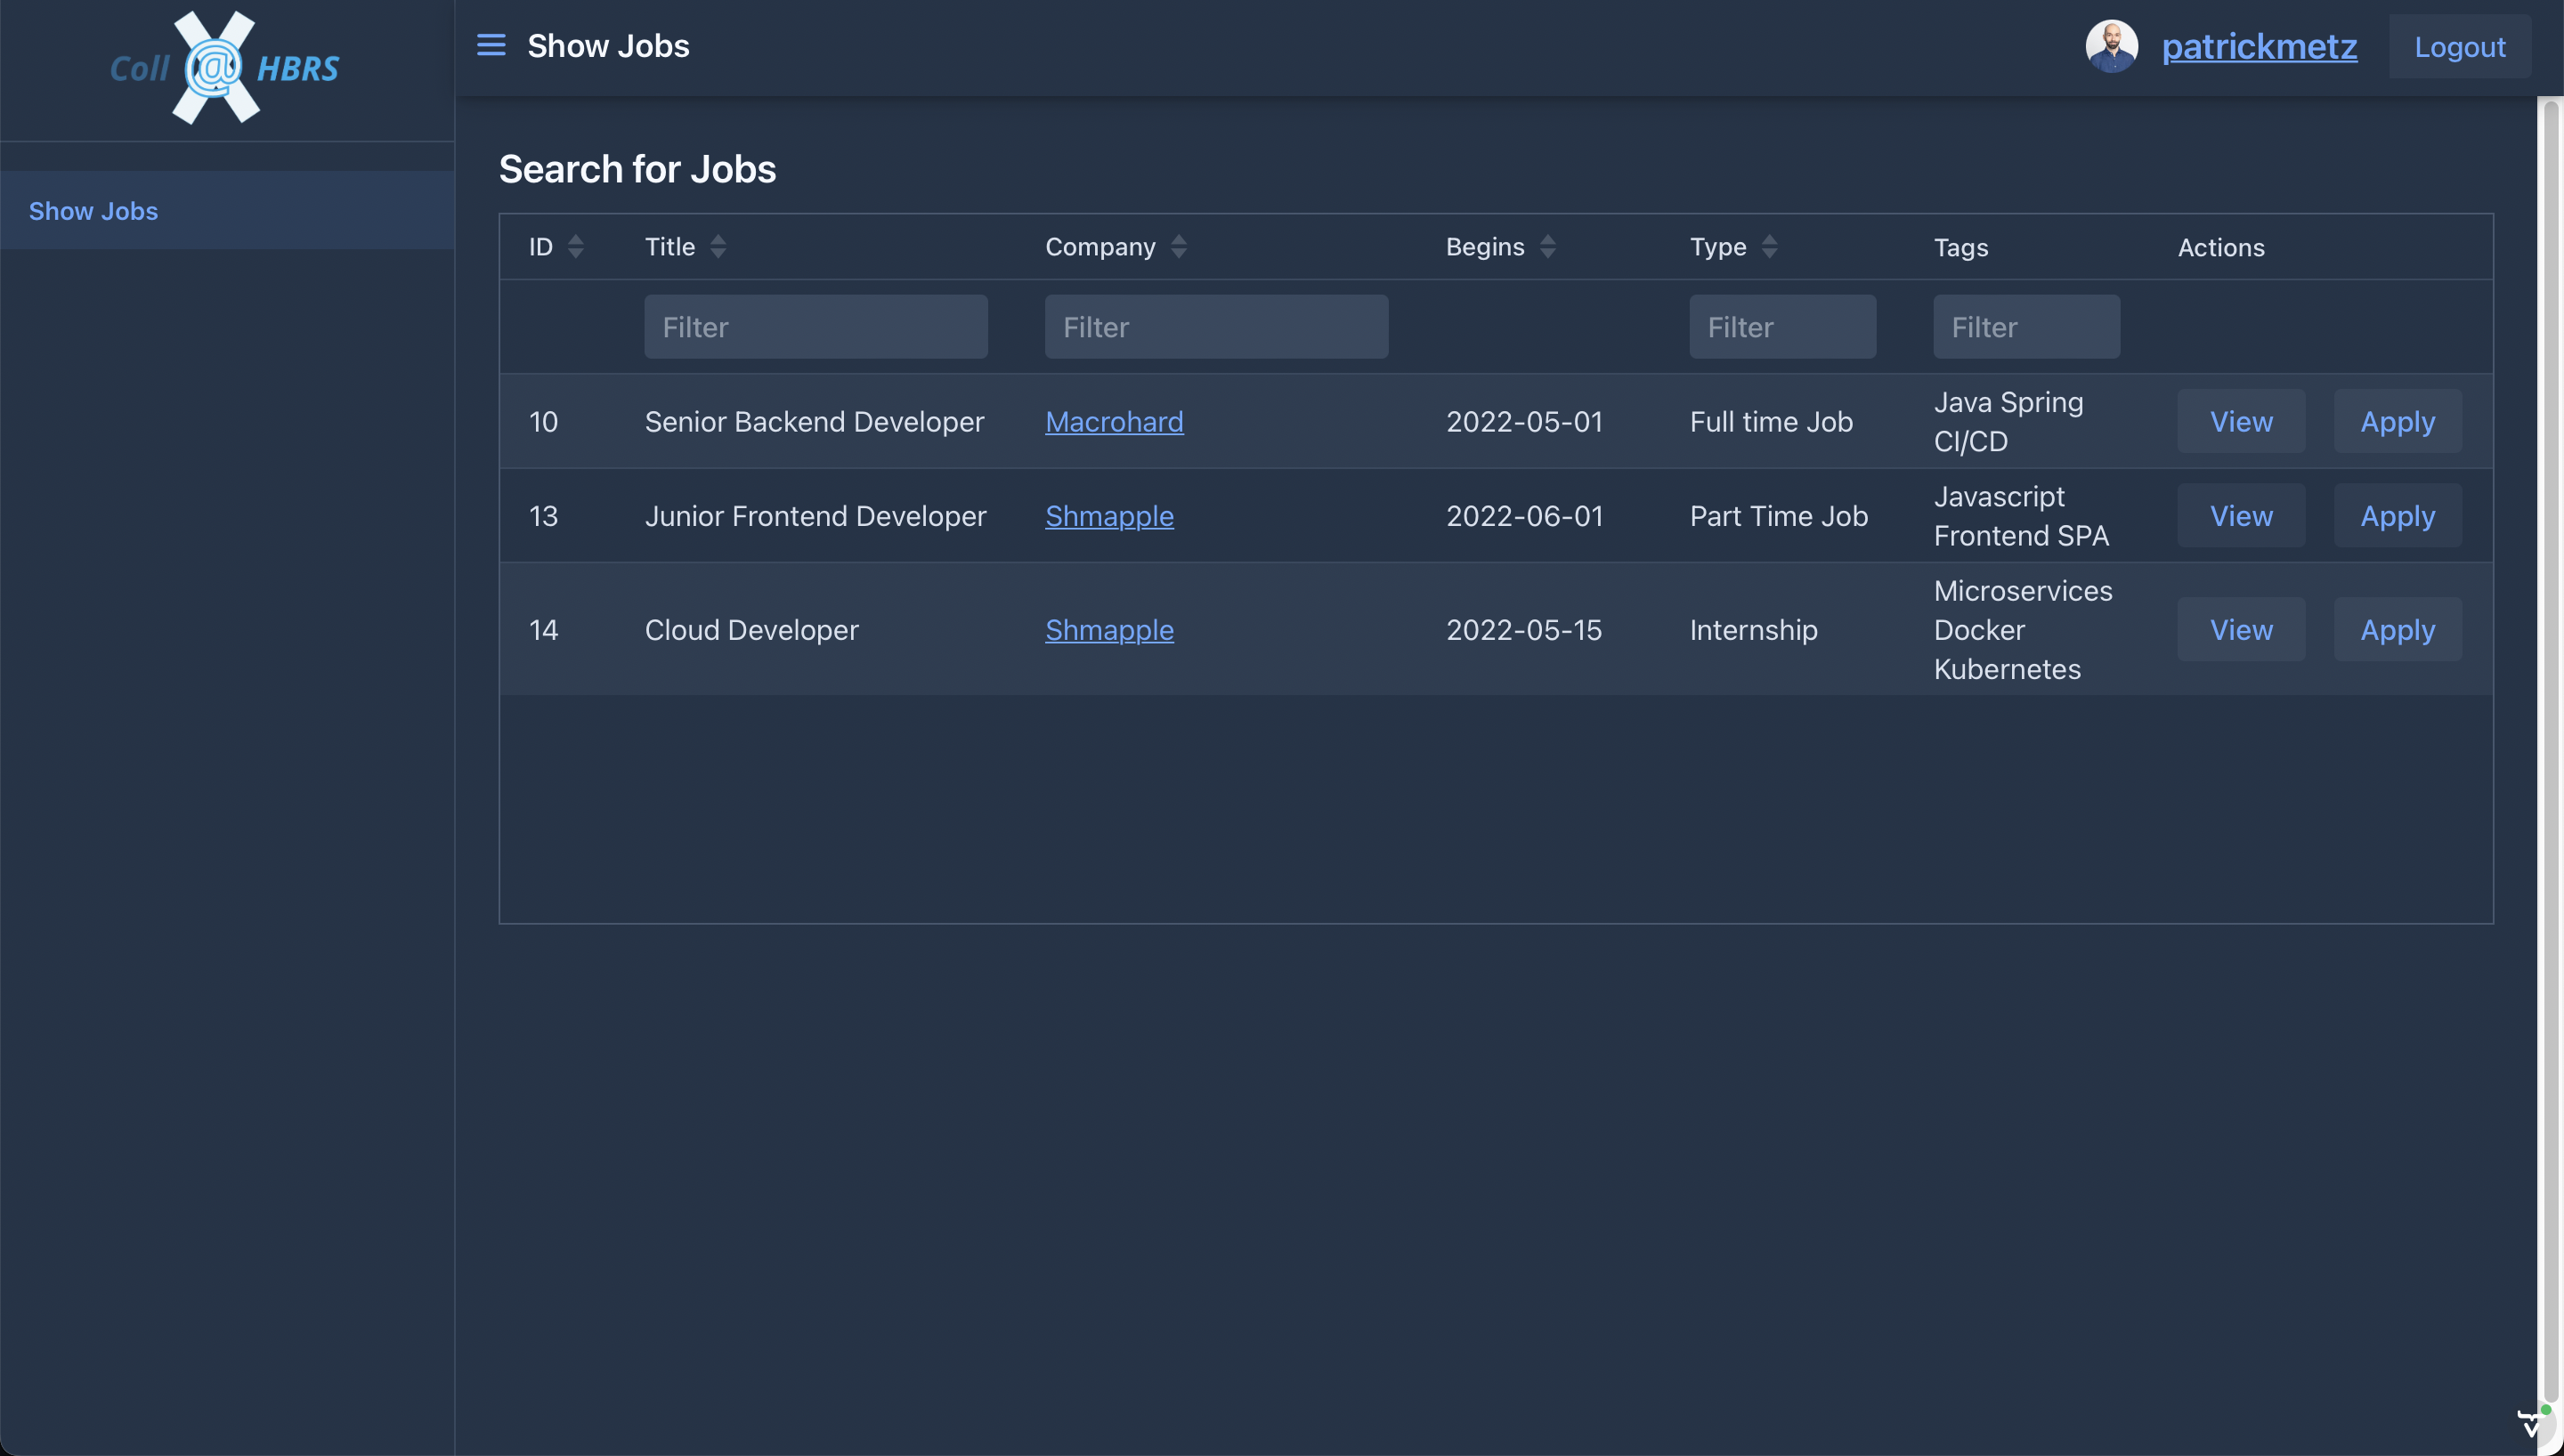 Coll @ HBRS
Show Jobs
patrickmetz
Logout
Show Jobs
Search for Jobs
ID Title Company Begins Type Tags Actions
Filter Filter Filter Filter
10 Senior Backend Developer Macrohard 2022-05-01 Full time Job Java Spring CI/CD View Apply
13 Junior Frontend Developer Shmapple 2022-06-01 Part Time Job Javascript Frontend SPA View Apply
14 Cloud Developer Shmapple 2022-05-15 Internship Microservices Docker Kubernetes View Apply